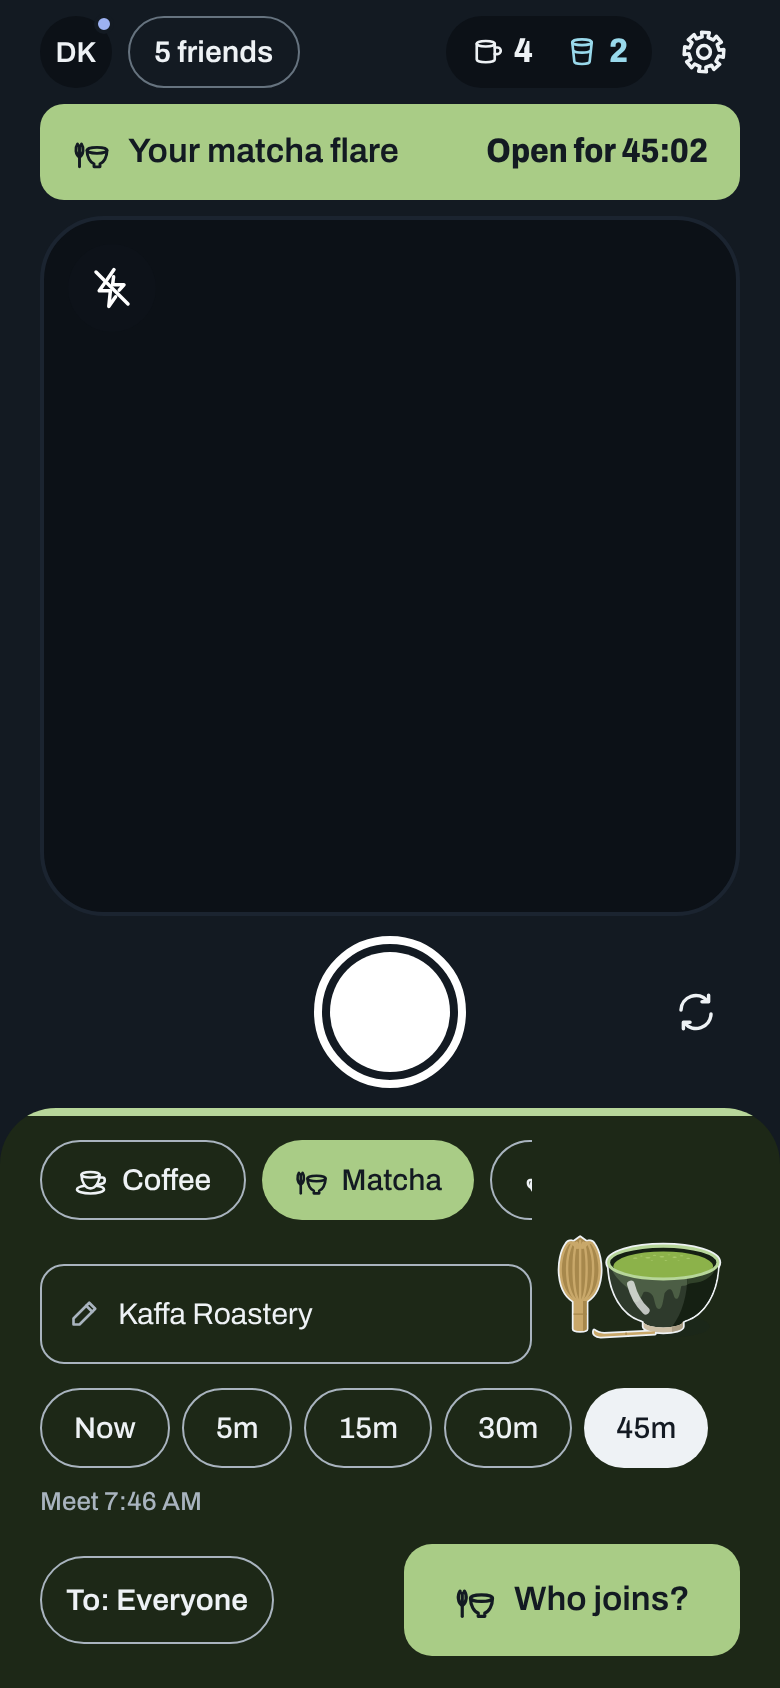 DK
5 friends
4
2
Your matcha flare
Open for 45:02
Coffee
Matcha
Kaffa Roastery
Now
5m
15m
30m
45m
Meet 7:46 AM
To: Everyone
Who joins?